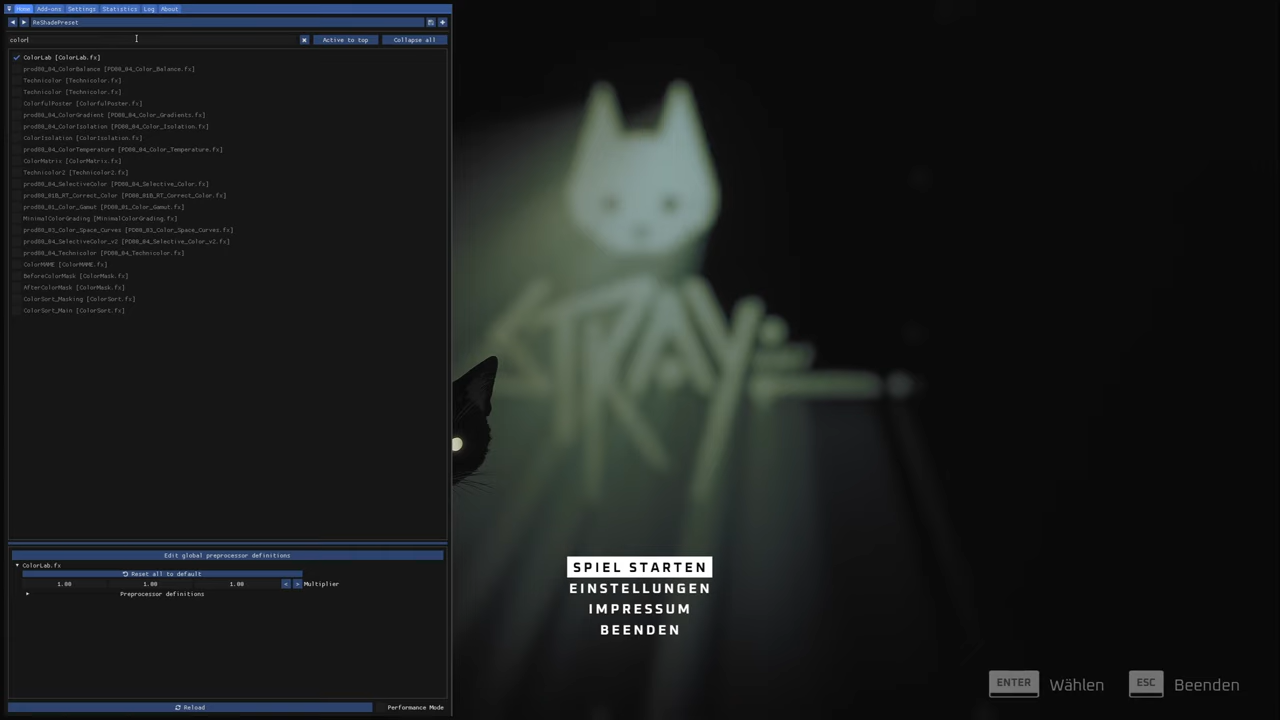 Home Add-ons Settings Statistics Log About
ReShadePreset
color
Active to top Collapse all
ColorLab [ColorLab.fx]
prod80_04_ColorBalance [PD80_04_Color_Balance.fx]
Technicolor [Technicolor.fx]
Technicolor [Technicolor.fx]
ColorfulPoster [ColorfulPoster.fx]
prod80_04_ColorGradient [PD80_04_Color_Gradients.fx]
prod80_04_ColorIsolation [PD80_04_Color_Isolation.fx]
ColorIsolation [ColorIsolation.fx]
prod80_04_ColorTemperature [PD80_04_Color_Temperature.fx]
ColorMatrix [ColorMatrix.fx]
Technicolor2 [Technicolor2.fx]
prod80_04_SelectiveColor [PD80_04_Selective_Color.fx]
prod80_01B_RT_Correct_Color [PD80_01B_RT_Correct_Color.fx]
prod80_01_Color_Gamut [PD80_01_Color_Gamut.fx]
MinimalColorGrading [MinimalColorGrading.fx]
prod80_03_Color_Space_Curves [PD80_03_Color_Space_Curves.fx]
prod80_04_SelectiveColor_v2 [PD80_04_Selective_Color_v2.fx]
prod80_04_Technicolor [PD80_04_Technicolor.fx]
ColorMAME [ColorMAME.fx]
BeforeColorMask [ColorMask.fx]
AfterColorMask [ColorMask.fx]
ColorSort_Masking [ColorSort.fx]
ColorSort_Main [ColorSort.fx]
Edit global preprocessor definitions
ColorLab.fx
Reset all to default
1.00 1.00 1.00 < > Multiplier
Preprocessor definitions
Reload Performance Mode
STRAY
SPIEL STARTEN
EINSTELLUNGEN
IMPRESSUM
BEENDEN
ENTER Wählen ESC Beenden